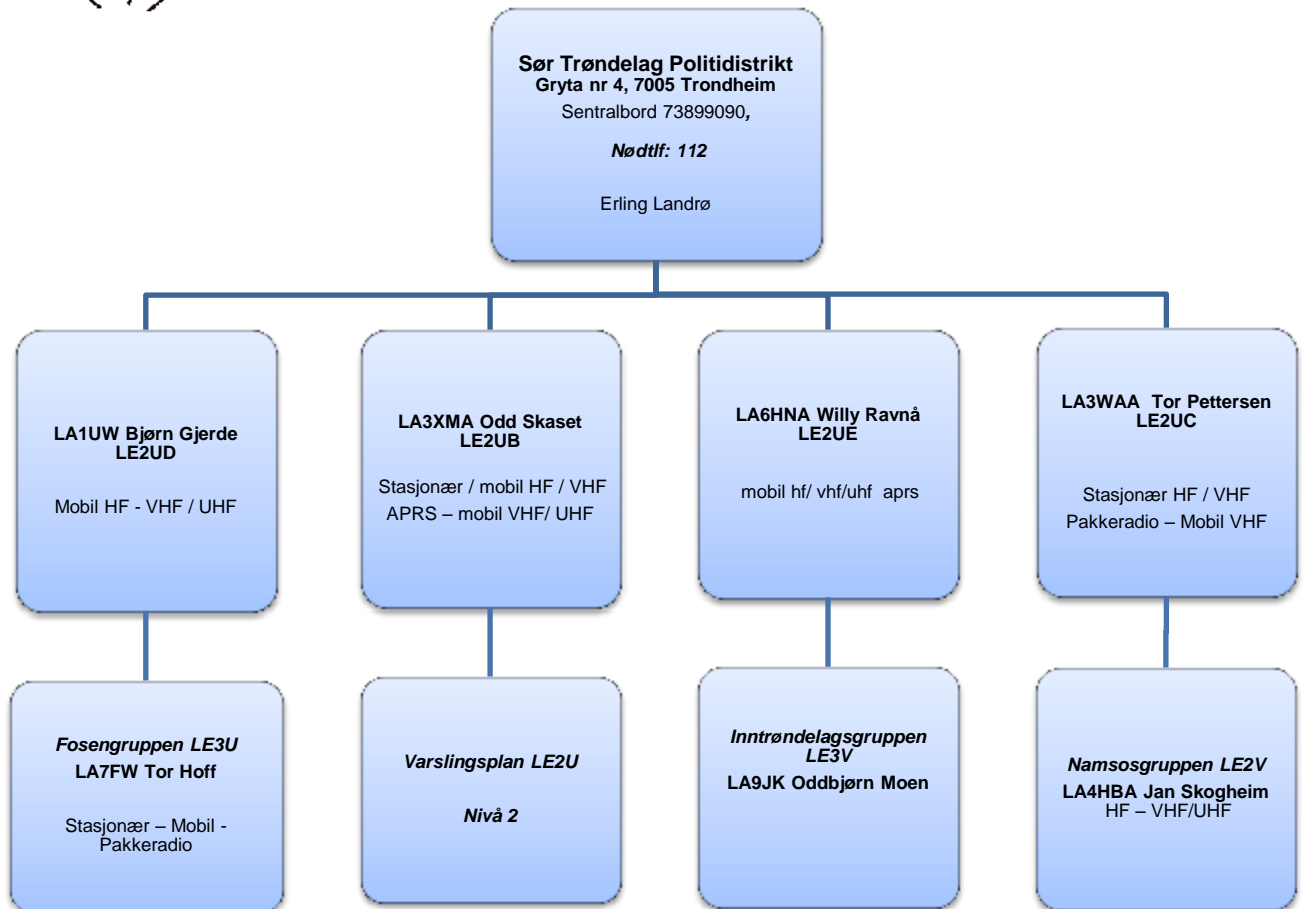 Sør Trøndelag Politidistrikt
Gryta nr 4, 7005 Trondheim
Sentralbord 73899090,
Nødtlf: 112
Erling Landrø
LA1UW Bjørn Gjerde
LE2UD
Mobil HF - VHF / UHF
LA3XMA Odd Skaset
LE2UB
Stasjonær / mobil HF / VHF
APRS – mobil VHF/ UHF
LA6HNA Willy Ravnå
LE2UE
mobil hf/ vhf/uhf aprs
LA3WAA Tor Pettersen
LE2UC
Stasjonær HF / VHF
Pakkeradio – Mobil VHF
Fosengruppen LE3U
LA7FW Tor Hoff
Stasjonær – Mobil -
Pakkeradio
Varslingsplan LE2U
Nivå 2
Inntrøndelagsgruppen
LE3V
LA9JK Oddbjørn Moen
Namsosgruppen LE2V
LA4HBA Jan Skogheim
HF – VHF/UHF